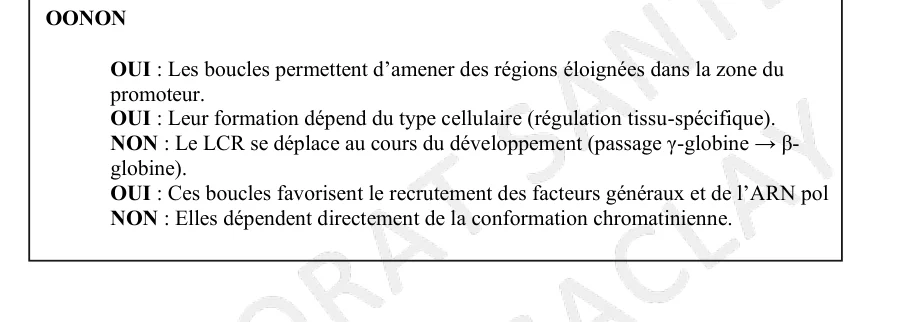 OONON
OUI : Les boucles permettent d’amener des régions éloignées dans la zone du
promoteur.
OUI : Leur formation dépend du type cellulaire (régulation tissu-spécifique).
NON : Le LCR se déplace au cours du développement (passage γ-globine → β-
globine).
OUI : Ces boucles favorisent le recrutement des facteurs généraux et de l’ARN pol
NON : Elles dépendent directement de la conformation chromatinienne.
ORAT SANT
ACLAY